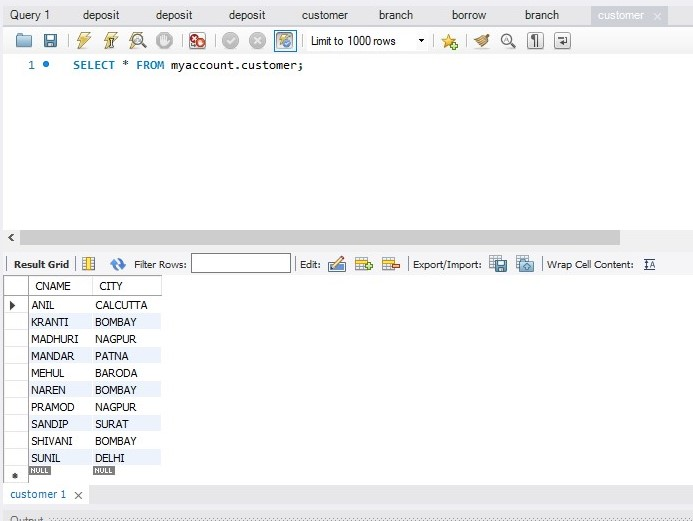 Query 1 deposit deposit deposit customer branch borrow branch customer
Limit to 1000 rows
1 SELECT * FROM myaccount.customer;
Result Grid Filter Rows: Edit: Export/Import: Wrap Cell Content: IA
CNAME CITY
ANIL CALCUTTA
KRANTI BOMBAY
MADHURI NAGPUR
MANDAR PATNA
MEHUL BARODA
NAREN BOMBAY
PRAMOD NAGPUR
SANDIP SURAT
SHIVANI BOMBAY
SUNIL DELHI
NULL NULL
customer 1
Output